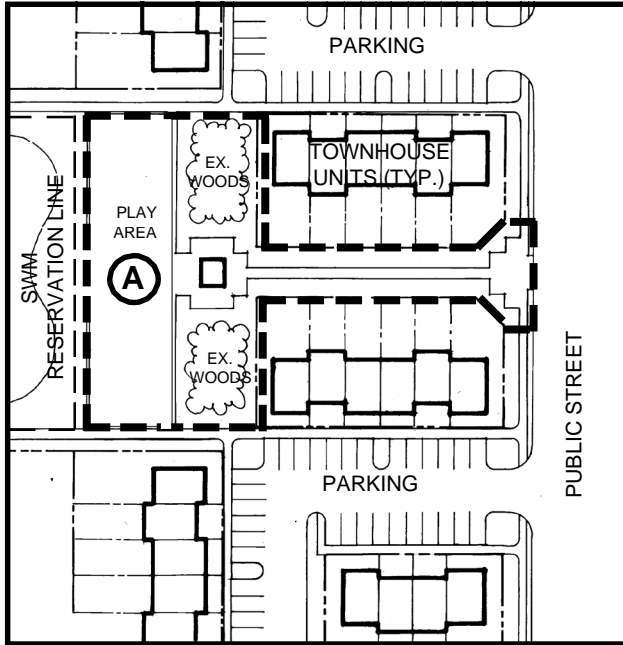 PARKING
TOWNHOUSE
UNITS (TYP.)
EX.
WOODS
PLAY
AREA
A
SWM
RESERVATION LINE
EX.
WOODS
PUBLIC STREET
PARKING